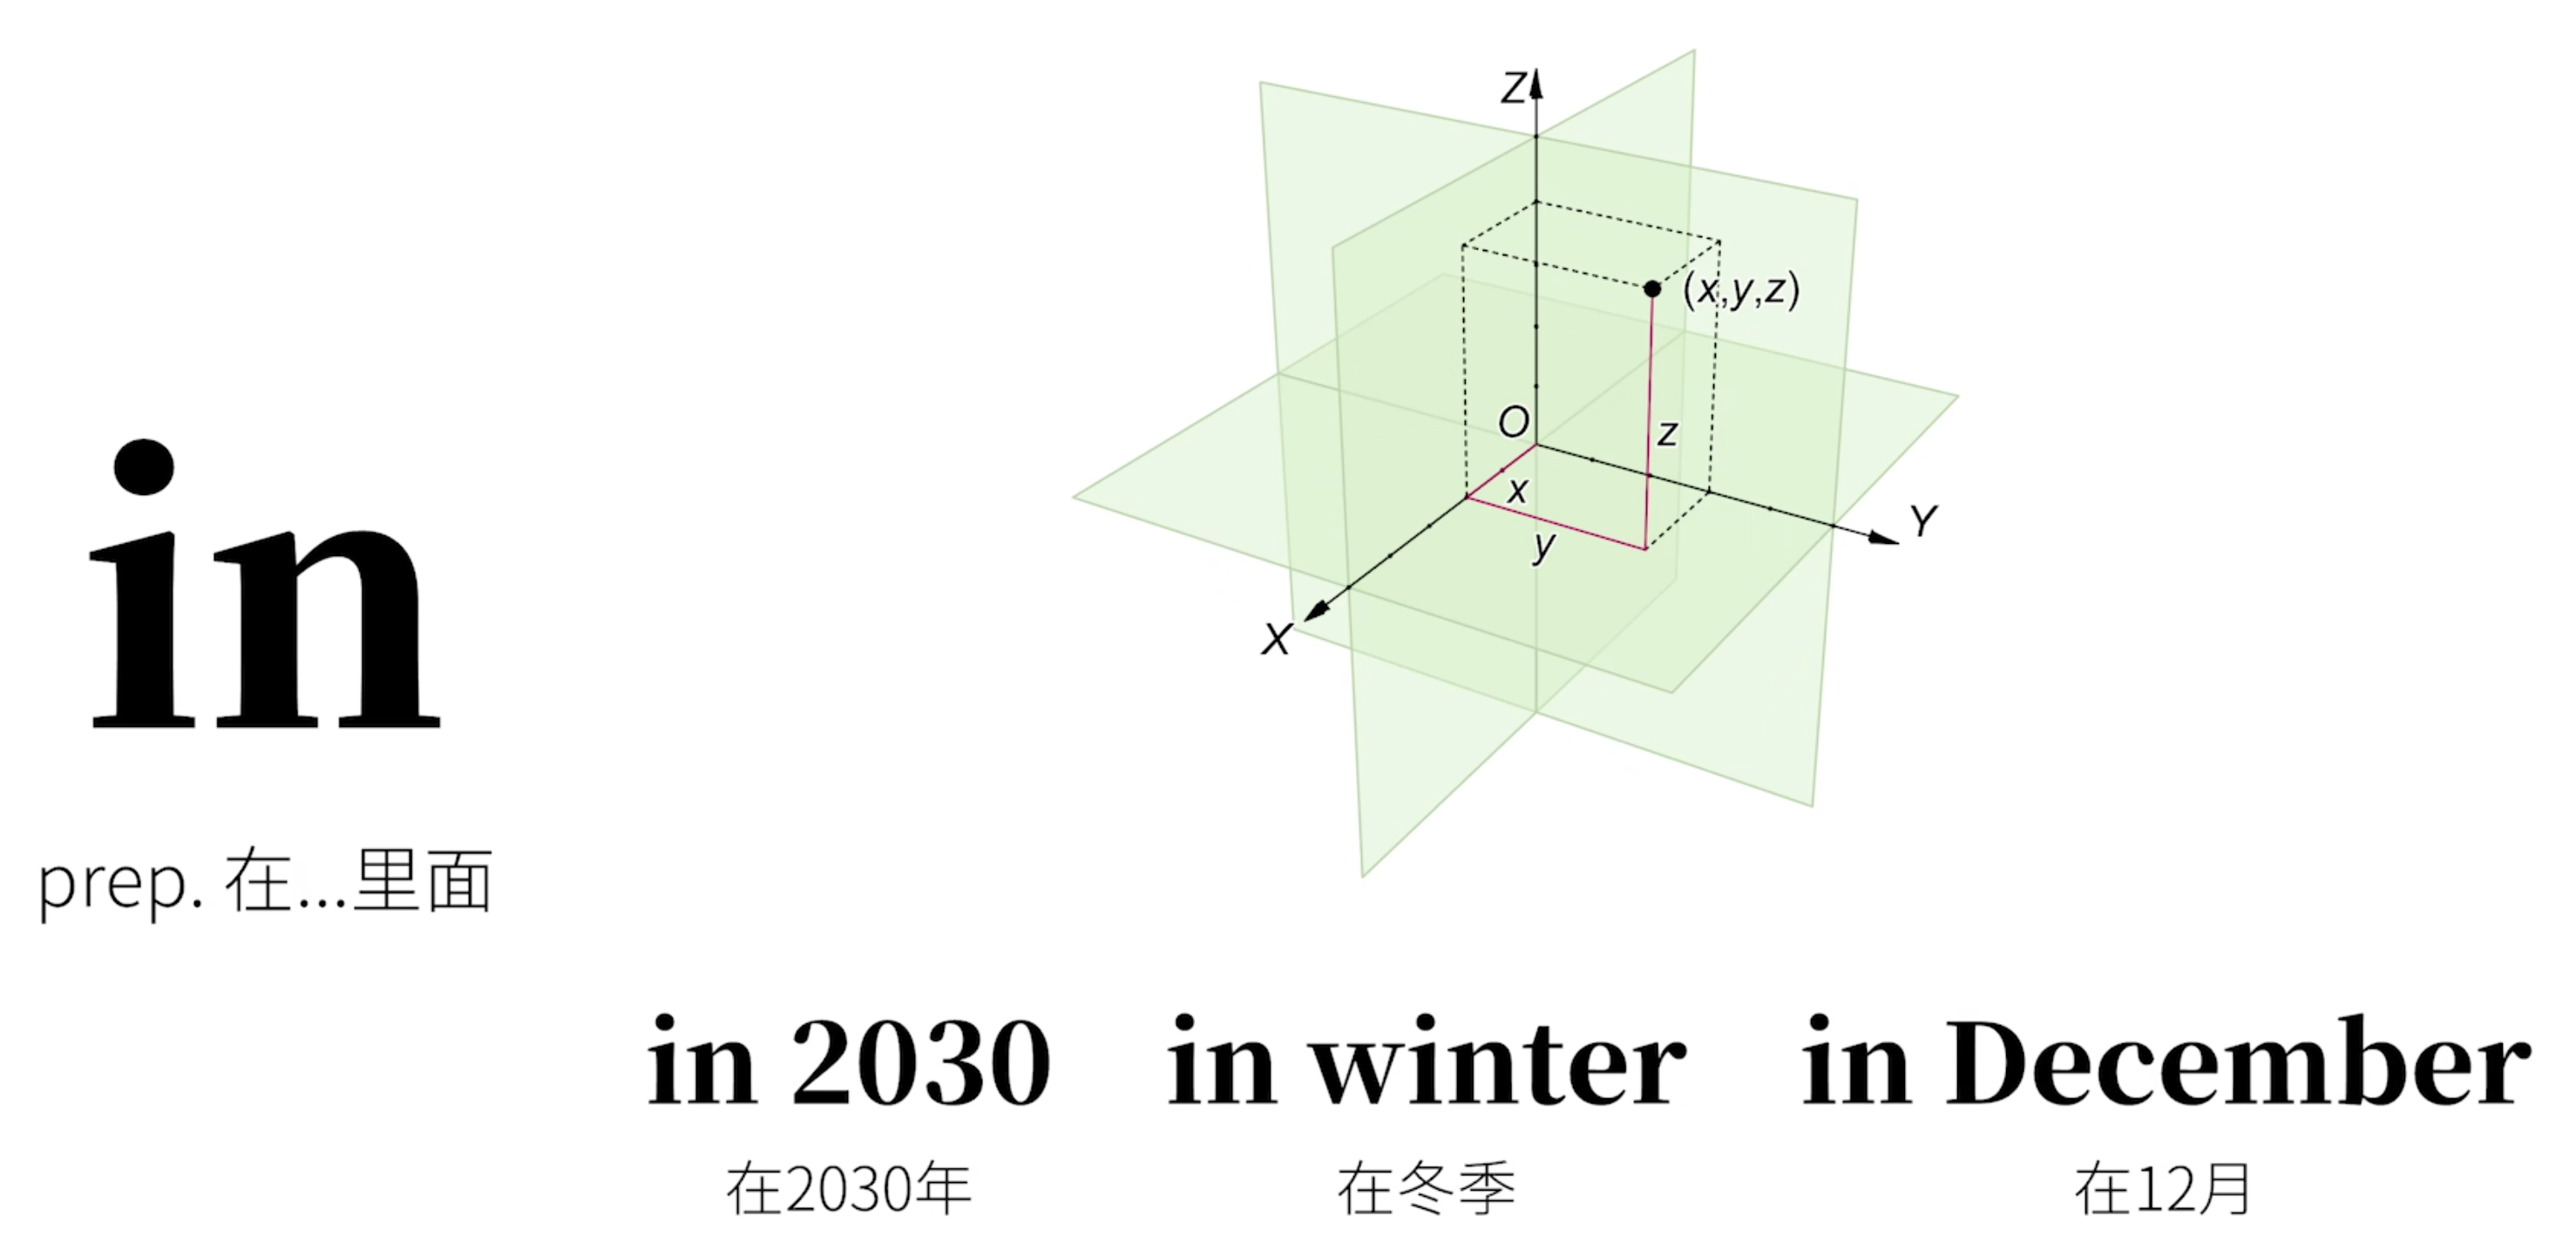 Z
(x,y,z)
O
z
x
y
Y
X
in
prep. 在...里面
in 2030 in winter in December
在2030年 在冬季 在12月